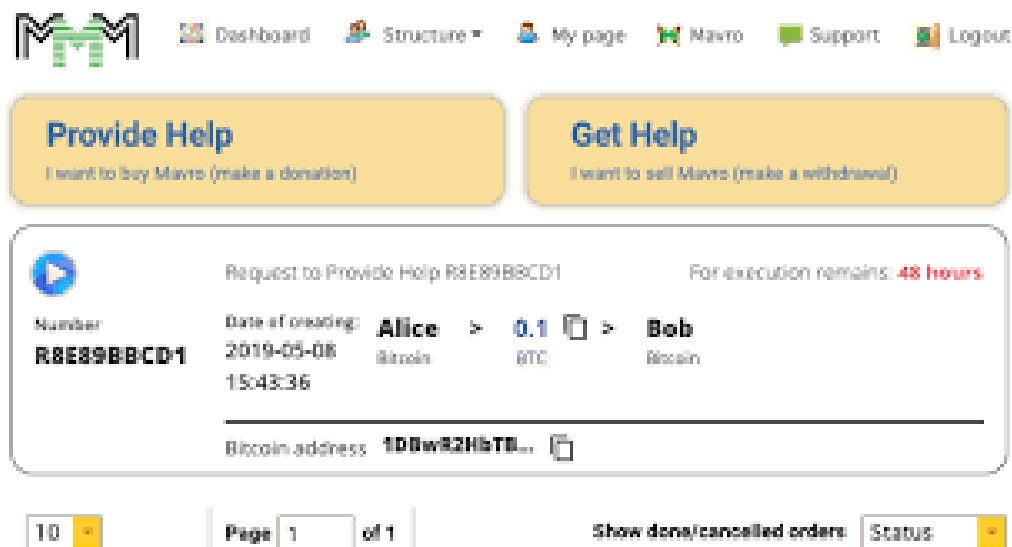 MMM Dashboard Structure My page Mavro Support Logout
Provide Help Get Help
I want to buy Mavro (make a donation) I want to sell Mavro (make a withdrawal)
Request to Provide Help R8E89BBCD1 For execution remains: 48 hours
Number Date of creating: Alice > 0.1 > Bob
R8E89BBCD1 2019-05-08 Bitcoin BTC Bitcoin
15:43:36
Bitcoin address 1DBwR2HbTB...
10 Page 1 of 1 Show done/cancelled orders Status